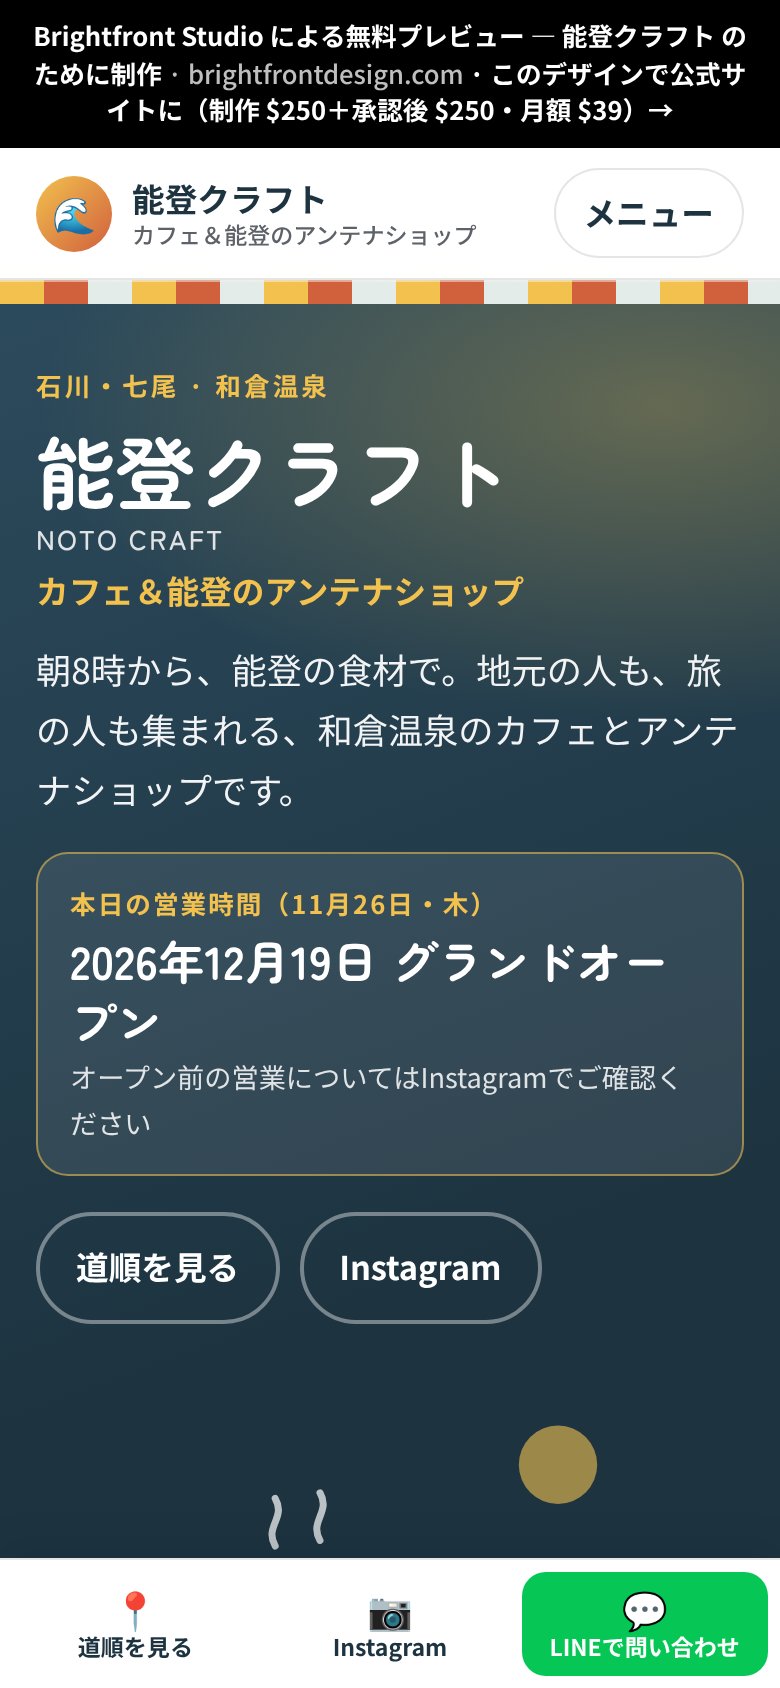 Brightfront Studio による無料プレビュー — 能登クラフト の
ために制作 · brightfrontdesign.com · このデザインで公式サ
イトに（制作 $250＋承認後 $250・月額 $39）→
能登クラフト
カフェ＆能登のアンテナショップ
メニュー
石川・七尾 · 和倉温泉
能登クラフト
NOTO CRAFT
カフェ＆能登のアンテナショップ
朝8時から、能登の食材で。地元の人も、旅
の人も集まれる、和倉温泉のカフェとアンテ
ナショップです。
本日の営業時間（11月26日・木）
2026年12月19日 グランドオー
プン
オープン前の営業についてはInstagramでご確認く
ださい
道順を見る
Instagram
道順を見る
Instagram
LINEで問い合わせ